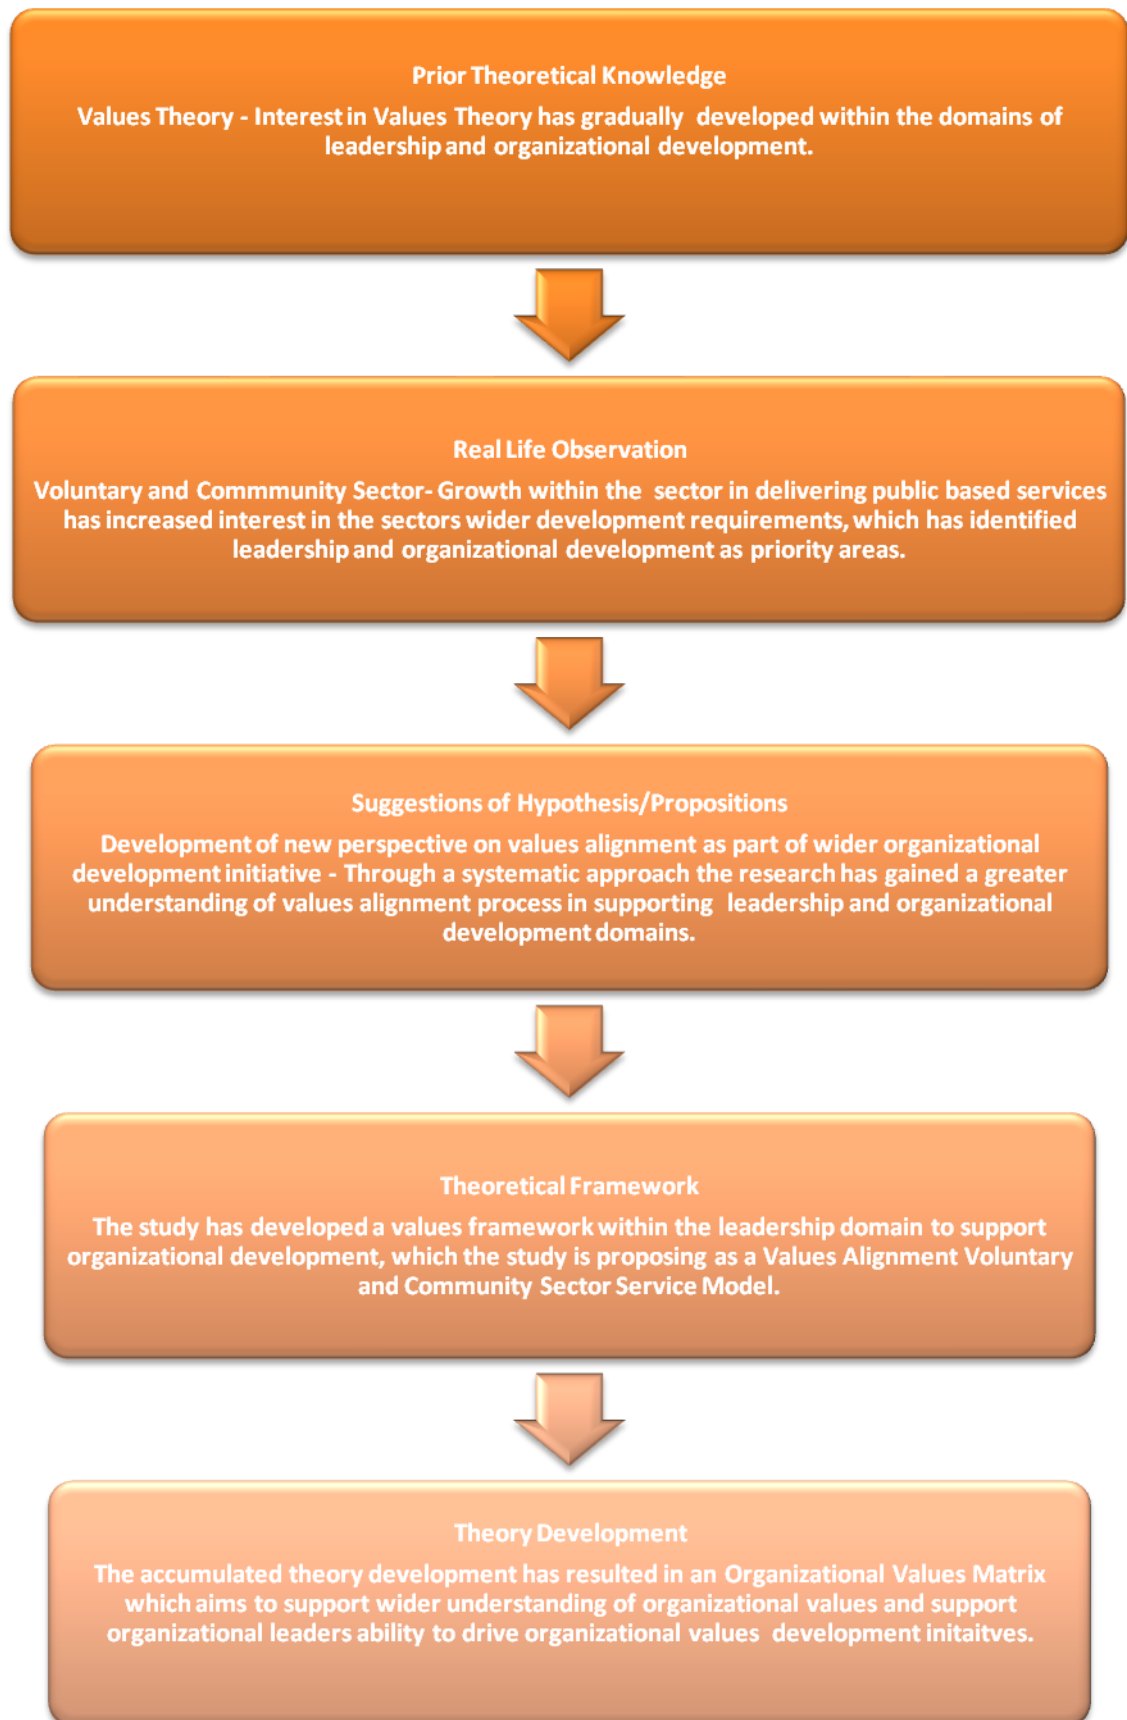 Prior Theoretical Knowledge
Values Theory - Interest in Values Theory has gradually developed within the domains of
leadership and organizational development.
Real Life Observation
Voluntary and Commmunity Sector- Growth within the sector in delivering public based services
has increased interest in the sectors wider development requirements, which has identified
leadership and organizational development as priority areas.
Suggestions of Hypothesis/Propositions
Development of new perspective on values alignment as part of wider organizational
development initiative - Through a systematic approach the research has gained a greater
understanding of values alignment process in supporting leadership and organizational
development domains.
Theoretical Framework
The study has developed a values framework within the leadership domain to support
organizational development, which the study is proposing as a Values Alignment Voluntary
and Community Sector Service Model.
Theory Development
The accumulated theory development has resulted in an Organizational Values Matrix
which aims to support wider understanding of organizational values and support
organizational leaders ability to drive organizational values development initaitves.